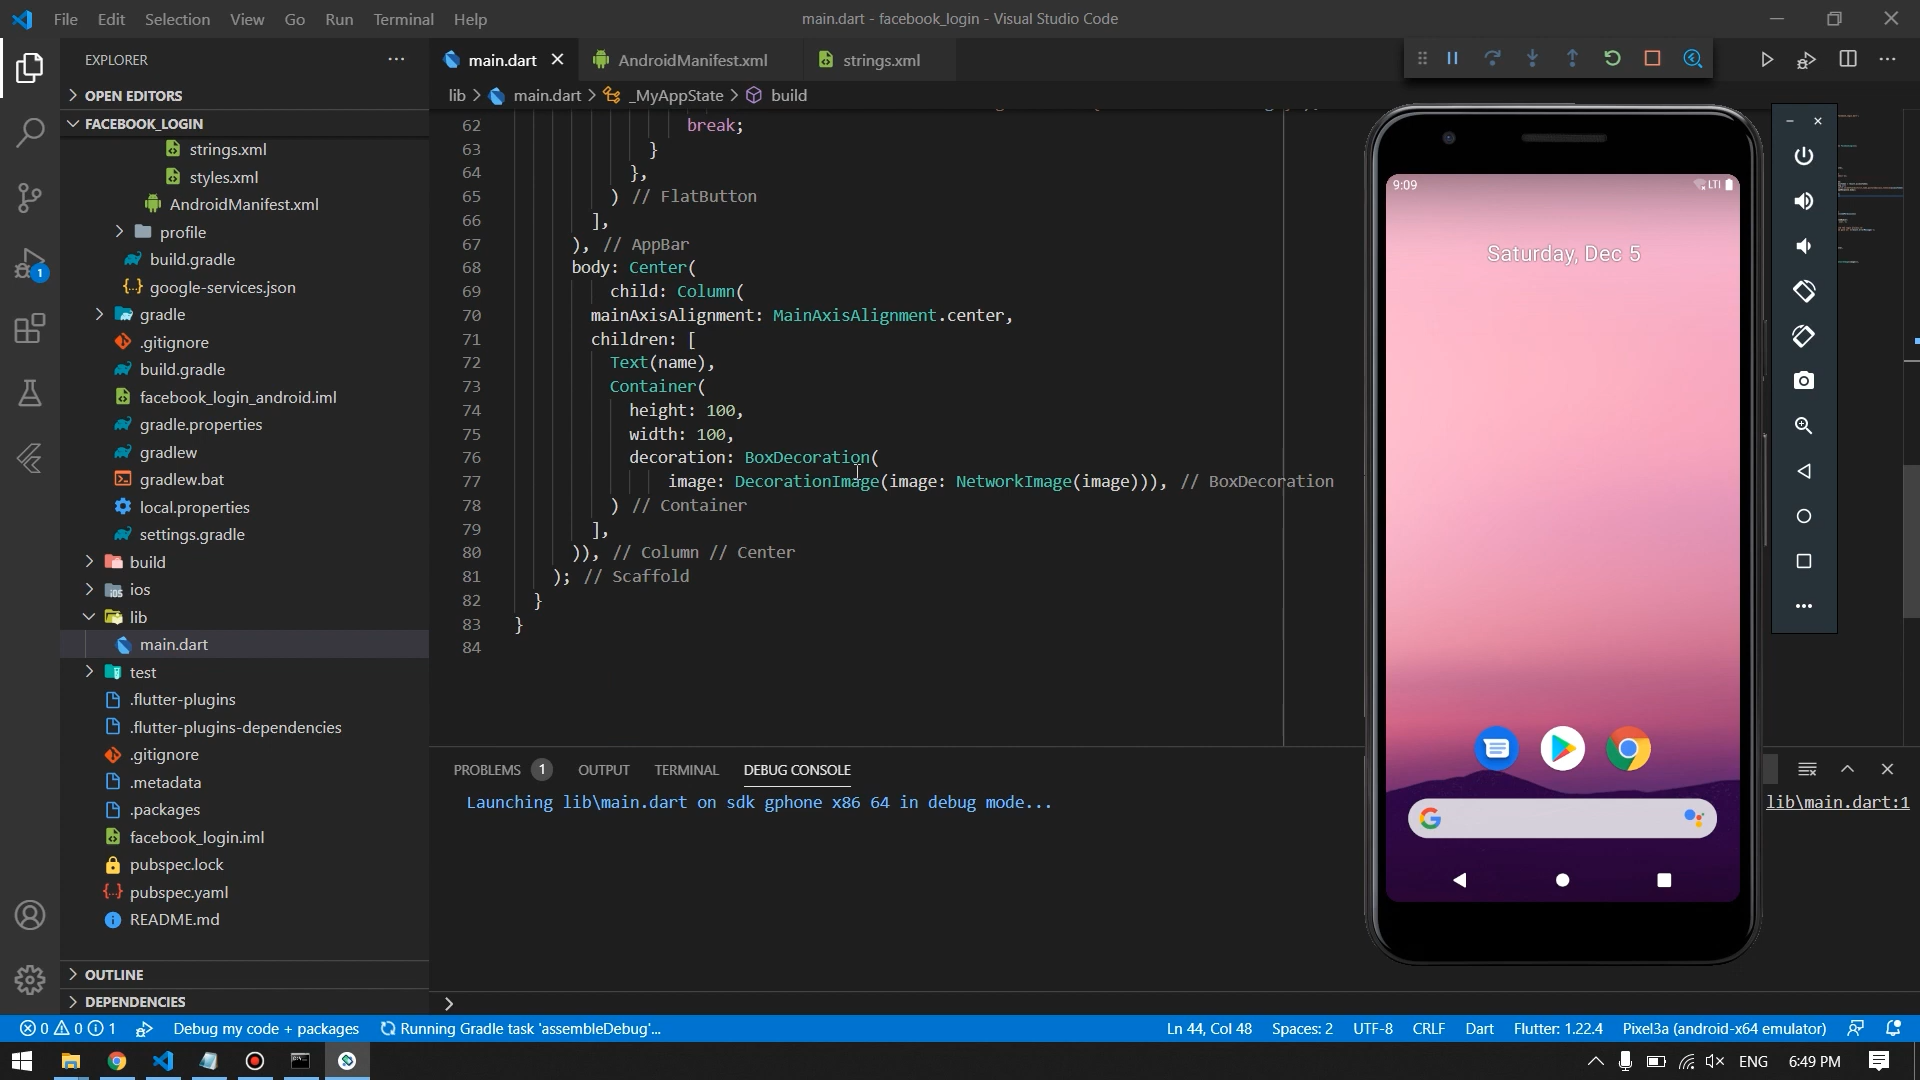 File Edit Selection View Go Run Terminal Help
main.dart - facebook_login - Visual Studio Code
EXPLORER
OPEN EDITORS
FACEBOOK_LOGIN
strings.xml
styles.xml
AndroidManifest.xml
profile
build.gradle
google-services.json
gradle
.gitignore
build.gradle
facebook_login_android.iml
gradle.properties
gradlew
gradlew.bat
local.properties
settings.gradle
build
ios
lib
main.dart
test
.flutter-plugins
.flutter-plugins-dependencies
.gitignore
.metadata
.packages
facebook_login.iml
pubspec.lock
pubspec.yaml
README.md
OUTLINE
DEPENDENCIES
main.dart AndroidManifest.xml strings.xml
lib > main.dart > _MyAppState > build
62 break;
63 }
64 },
65 ) // FlatButton
66 ],
67 ), // AppBar
68 body: Center(
69 child: Column(
70 mainAxisAlignment: MainAxisAlignment.center,
71 children: [
72 Text(name),
73 Container(
74 height: 100,
75 width: 100,
76 decoration: BoxDecoration(
77 image: DecorationImage(image: NetworkImage(image))), // BoxDecoration
78 ) // Container
79 ],
80 )), // Column // Center
81 ); // Scaffold
82 }
83 }
84
PROBLEMS 1 OUTPUT TERMINAL DEBUG CONSOLE
Launching lib\main.dart on sdk gphone x86 64 in debug mode...
lib\main.dart:1
9:09
LTE
Saturday, Dec 5
0 0 1 Debug my code + packages Running Gradle task 'assembleDebug'...
Ln 44, Col 48 Spaces: 2 UTF-8 CRLF Dart Flutter: 1.22.4 Pixel3a (android-x64 emulator)
ENG 6:49 PM